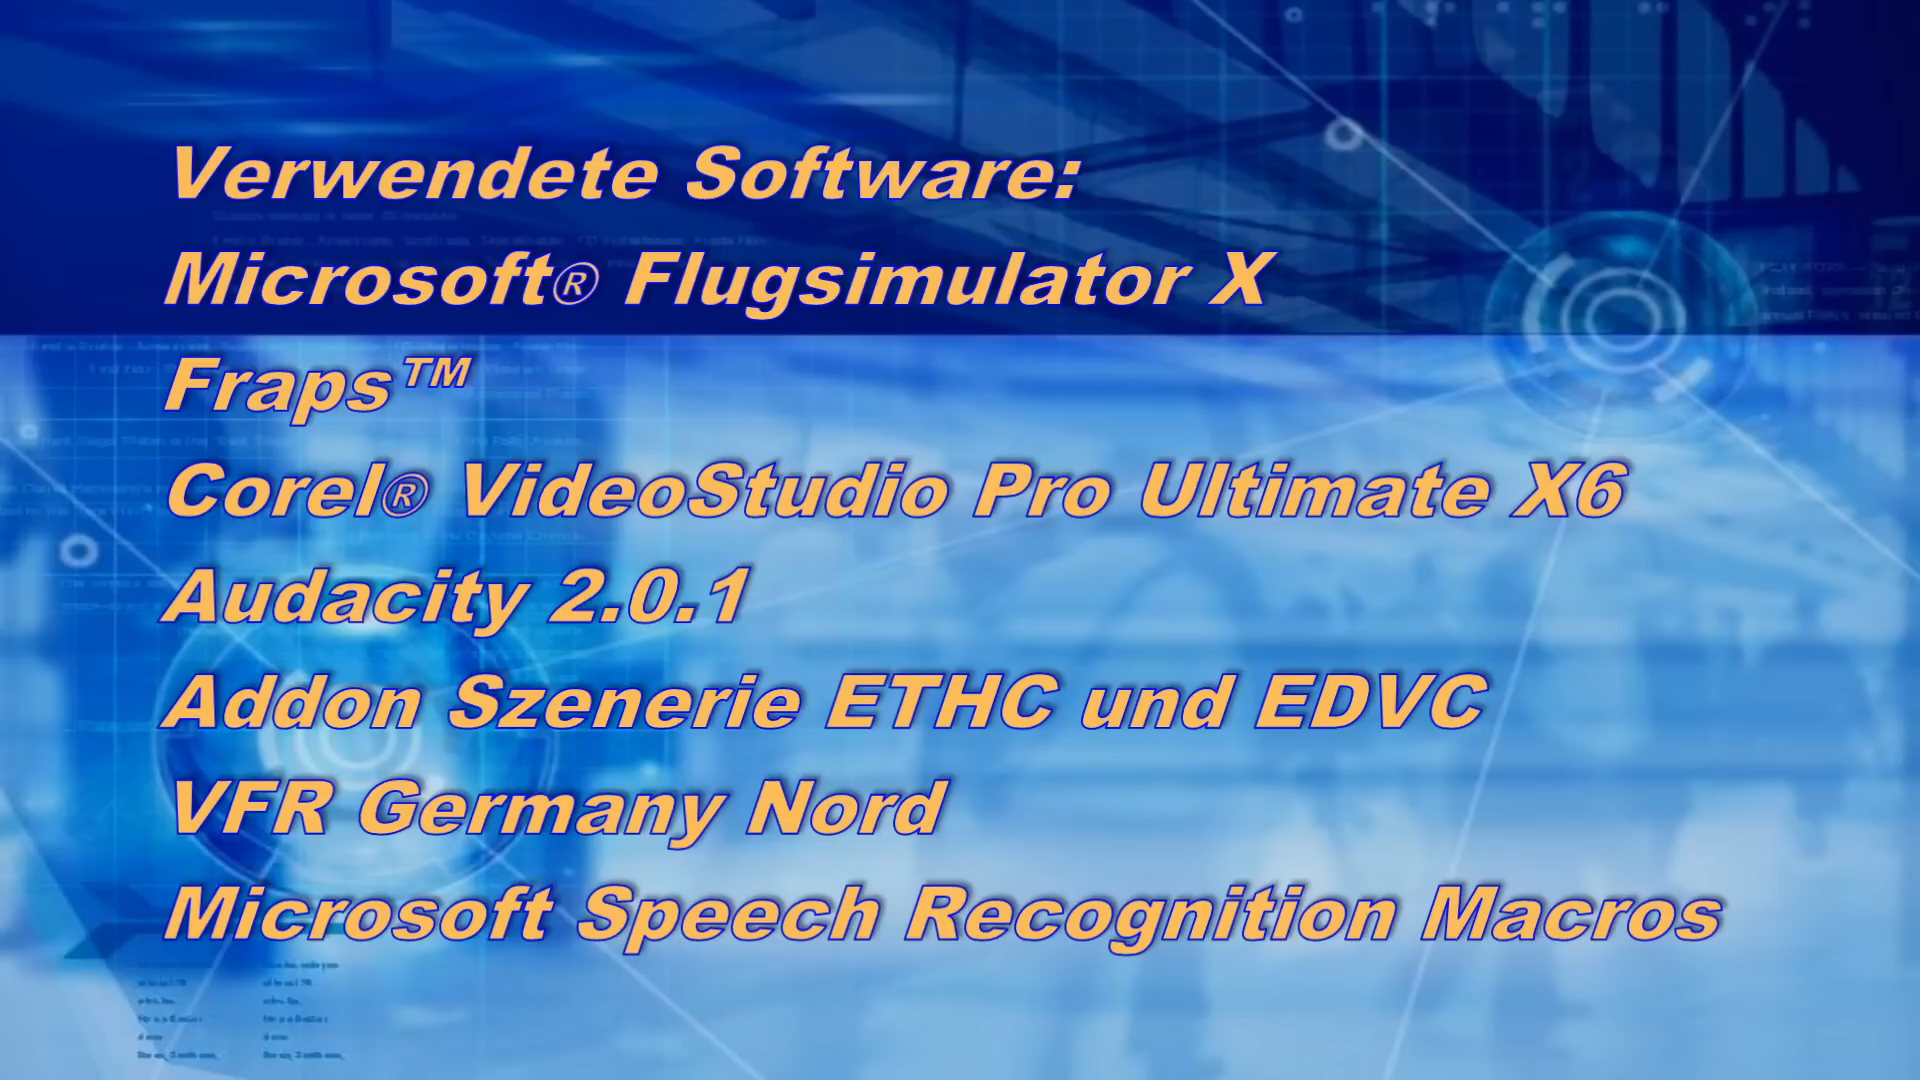 Verwendete Software:
Microsoft® Flugsimulator X
Fraps™
Corel® VideoStudio Pro Ultimate X6
Audacity 2.0.1
Addon Szenerie ETHC und EDVC
VFR Germany Nord
Microsoft Speech Recognition Macros